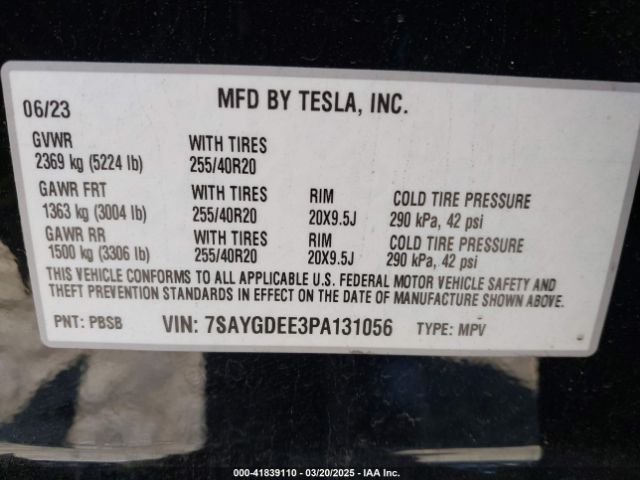 06/23 MFD BY TESLA, INC.
GVWR WITH TIRES
2369 kg (5224 lb) 255/40R20
GAWR FRT WITH TIRES RIM COLD TIRE PRESSURE
1363 kg (3004 lb) 255/40R20 20X9.5J 290 kPa, 42 psi
GAWR RR WITH TIRES RIM COLD TIRE PRESSURE
1500 kg (3306 lb) 255/40R20 20X9.5J 290 kPa, 42 psi
THIS VEHICLE CONFORMS TO ALL APPLICABLE U.S. FEDERAL MOTOR VEHICLE SAFETY AND
THEFT PREVENTION STANDARDS IN EFFECT ON THE DATE OF MANUFACTURE SHOWN ABOVE.
PNT: PBSB VIN: 7SAYGDEE3PA131056 TYPE: MPV
000-41839110 - 03/20/2025 - IAA Inc.